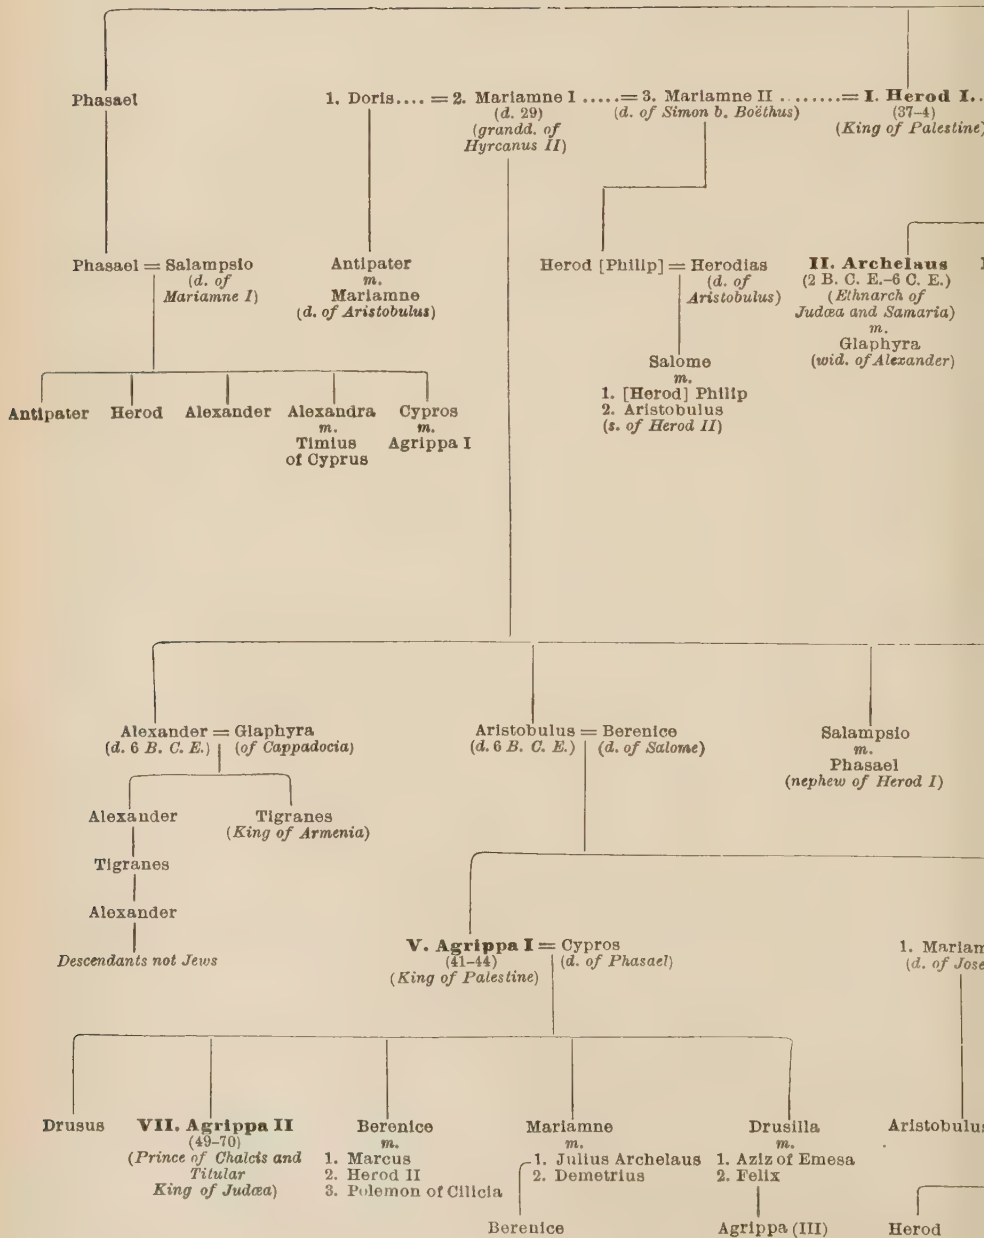 Phasael
1. Doris.... = 2. Mariamne I .....= 3. Mariamne II ........= I. Herod I..
(d. 29)
(grandd. of
Hyrcanus II)
(d. of Simon b. Boëthus)
(37–4)
(King of Palestine)
Phasael = Salampsio
(d. of
Mariamne I)
Antipater
m.
Mariamne
(d. of Aristobulus)
Herod [Philip] = Herodias
(d. of
Aristobulus)
II. Archelaus
(2 B. C. E.–6 C. E.)
(Ethnarch of
Judæa and Samaria)
m.
Glaphyra
(wid. of Alexander)
Salome
m.
1. [Herod] Philip
2. Aristobulus
(s. of Herod II)
Antipater
Herod
Alexander
Alexandra
m.
Timius
of Cyprus
Cypros
m.
Agrippa I
Alexander = Glaphyra
(d. 6 B. C. E.)
(of Cappadocia)
Aristobulus = Berenice
(d. 6 B. C. E.)
(d. of Salome)
Salampsio
m.
Phasael
(nephew of Herod I)
Alexander
Tigranes
(King of Armenia)
Tigranes
Alexander
Descendants not Jews
V. Agrippa I = Cypros
(41–44)
(d. of Phasael)
(King of Palestine)
1. Mariam
(d. of Jose
Drusus
VII. Agrippa II
(49–70)
(Prince of Chalcis and
Titular
King of Judæa)
Berenice
m.
1. Marcus
2. Herod II
3. Polemon of Cilicia
Mariamne
m.
1. Julius Archelaus
2. Demetrius
Drusilla
m.
1. Aziz of Emesa
2. Felix
Aristobulus
Berenice
Agrippa (III)
Herod